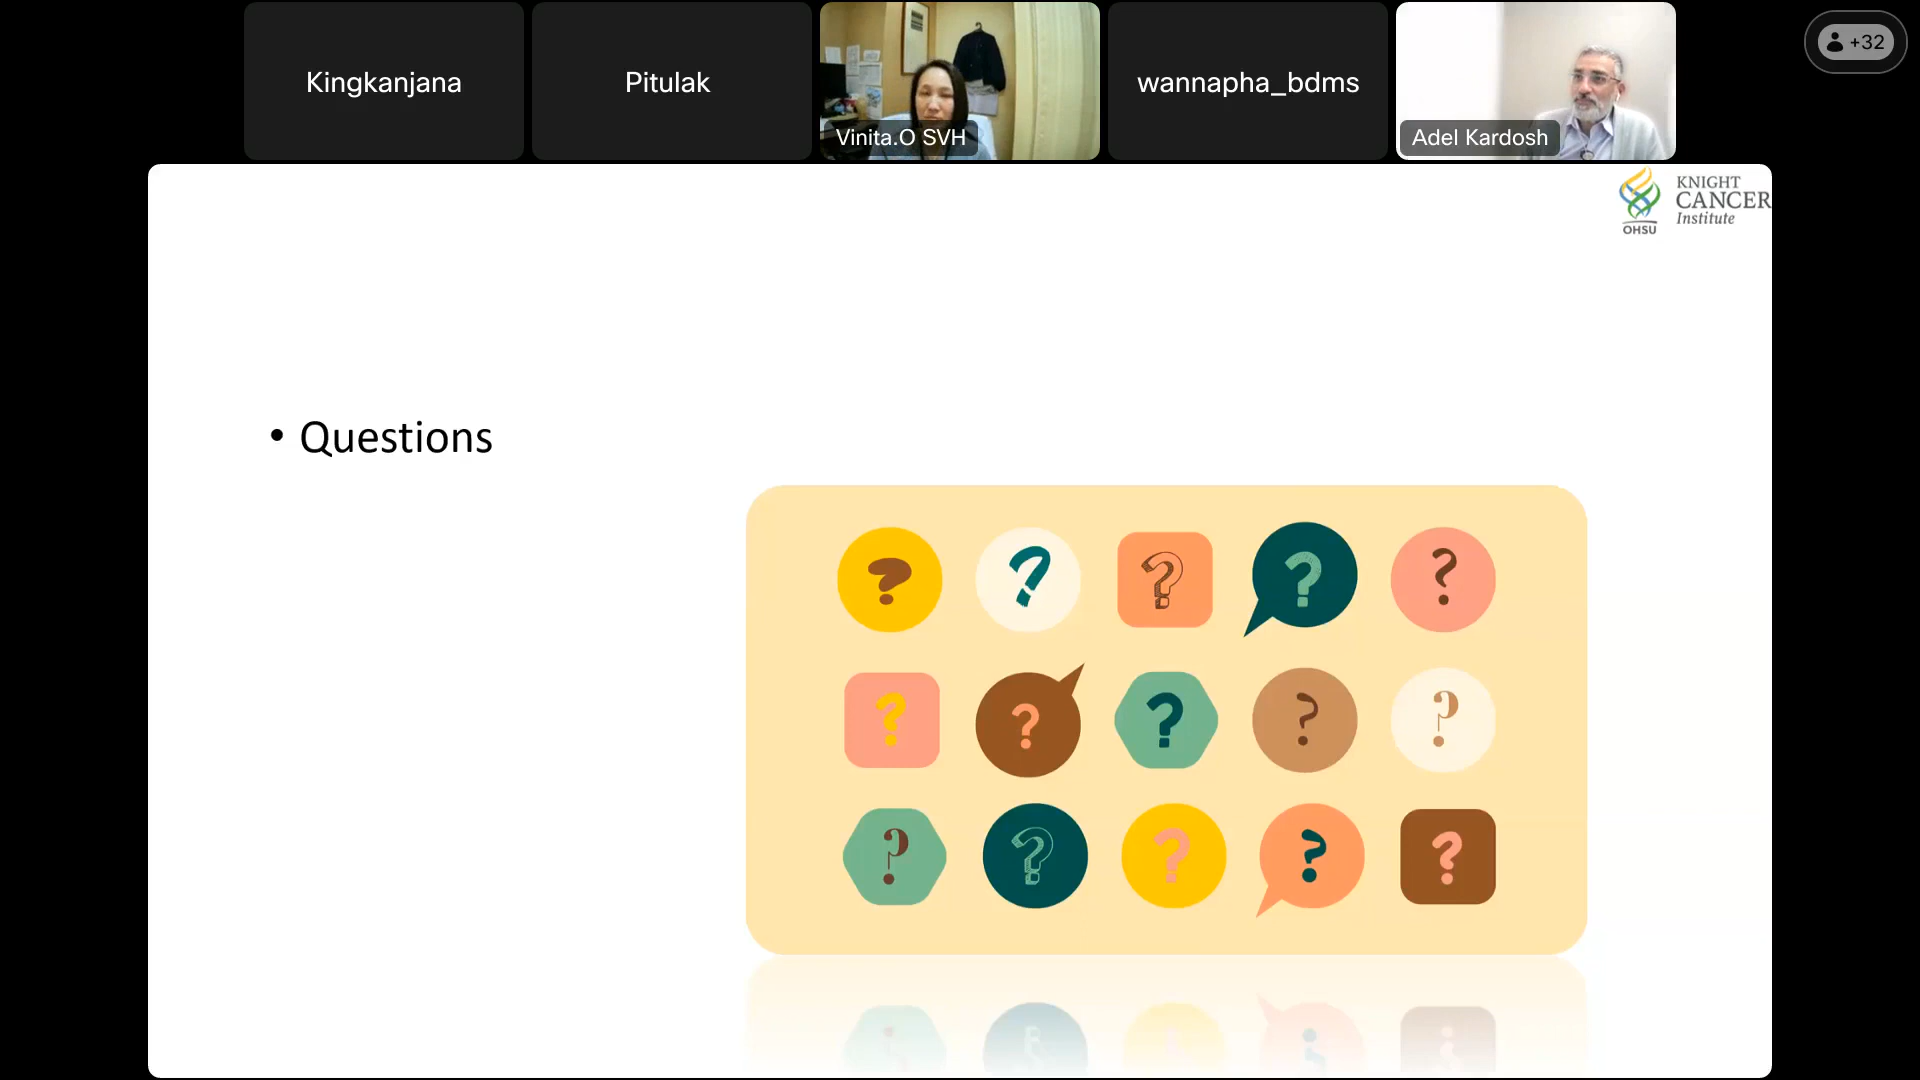 Kingkanjana
Pitulak
Vinita.O SVH
wannapha_bdms
Adel Kardosh
+32
KNIGHT
CANCER
Institute
OHSU
• Questions
? ? ? ? ?
? ? ? ? ?
? ? ? ? ?